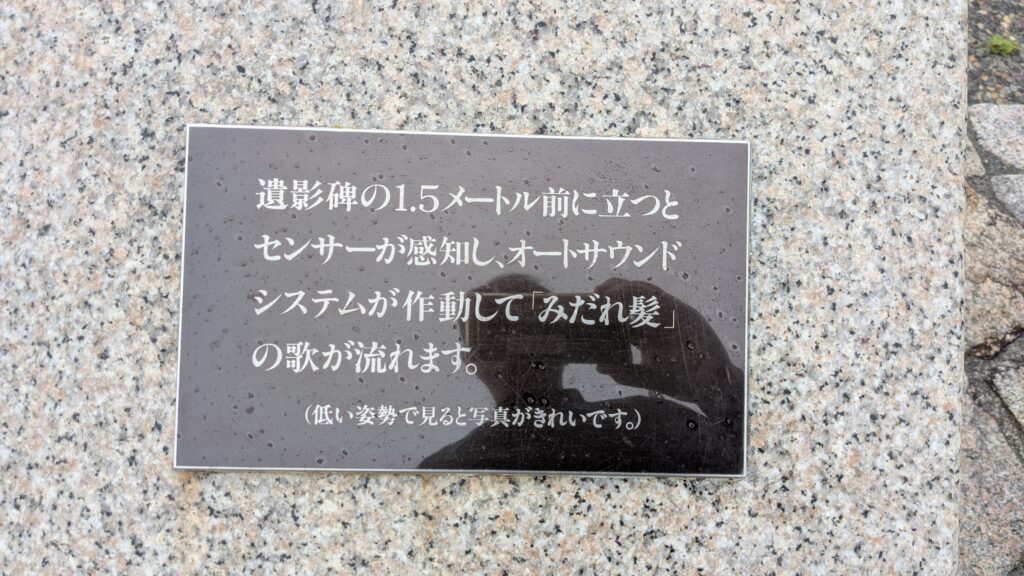 遺影碑の1.5メートル前に立つと
センサーが感知し、オートサウンド
システムが作動して「みだれ髪」
の歌が流れます。
（低い姿勢で見ると写真がきれいです。）